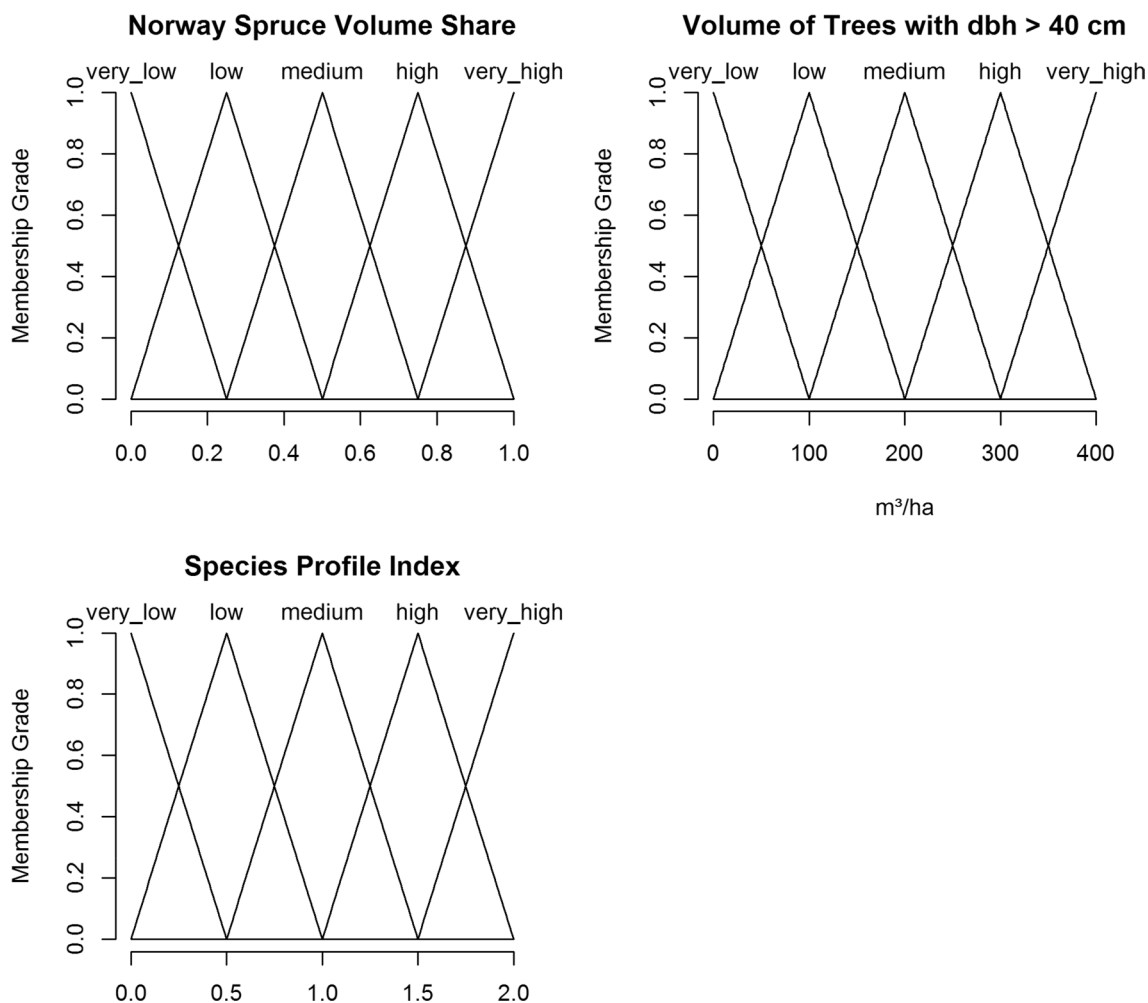 Norway Spruce Volume Share
very_low low medium high very_high
Membership Grade
1.0
0.8
0.6
0.4
0.2
0.0
0.0 0.2 0.4 0.6 0.8 1.0
Volume of Trees with dbh > 40 cm
very_low low medium high very_high
Membership Grade
1.0
0.8
0.6
0.4
0.2
0.0
0 100 200 300 400
m³/ha
Species Profile Index
very_low low medium high very_high
Membership Grade
1.0
0.8
0.6
0.4
0.2
0.0
0.0 0.5 1.0 1.5 2.0